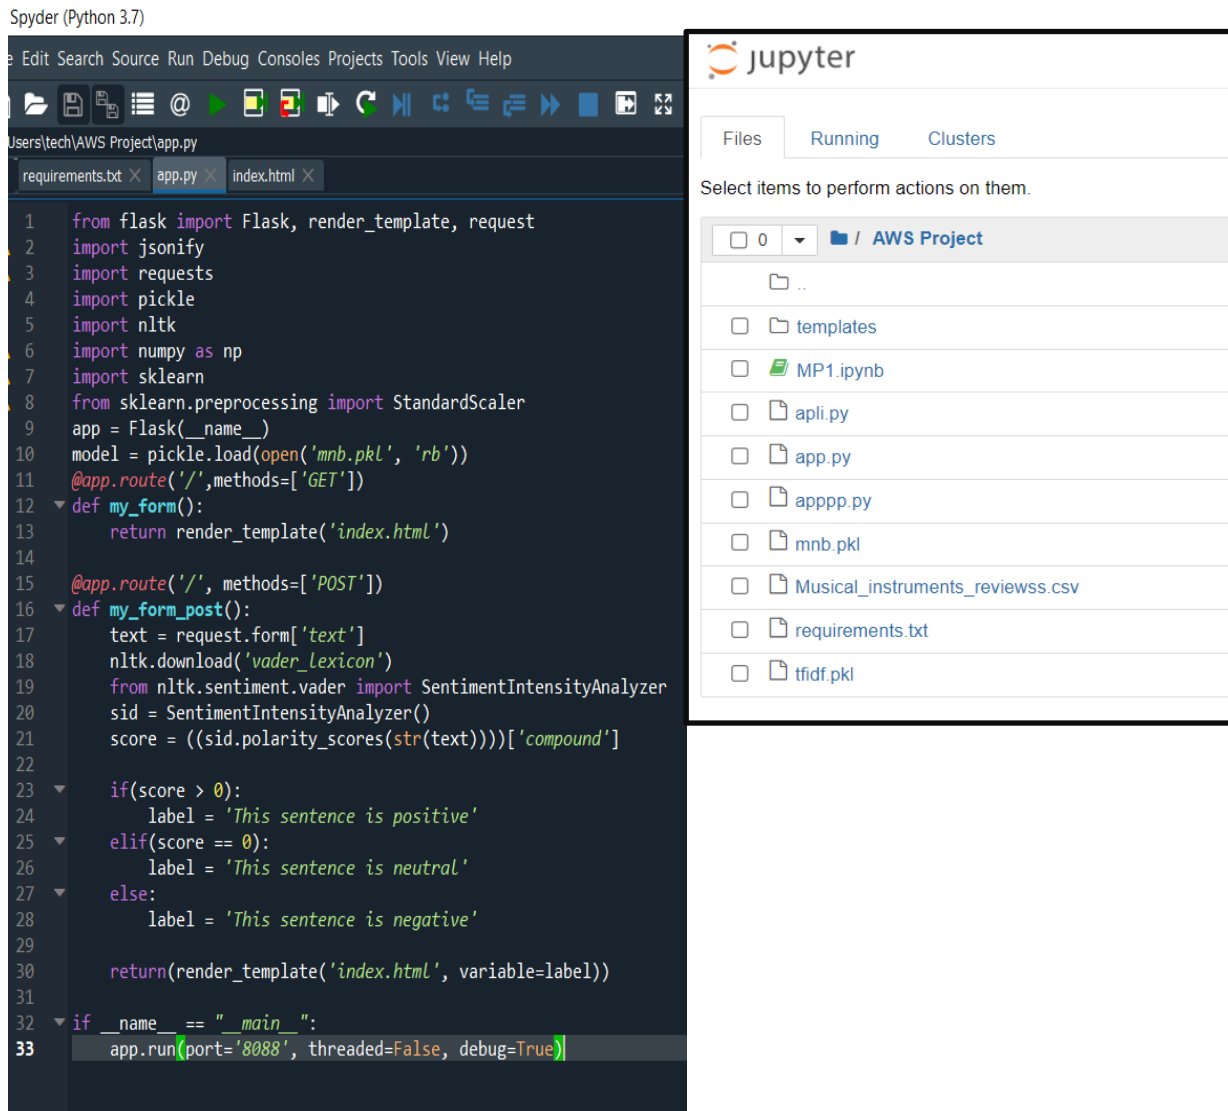 Spyder (Python 3.7)
e Edit Search Source Run Debug Consoles Projects Tools View Help
Users\tech\AWS Project\app.py
requirements.txt app.py index.html
1 from flask import Flask, render_template, request
2 import jsonify
3 import requests
4 import pickle
5 import nltk
6 import numpy as np
7 import sklearn
8 from sklearn.preprocessing import StandardScaler
9 app = Flask(__name__)
10 model = pickle.load(open('mnb.pkl', 'rb'))
11 @app.route('/',methods=['GET'])
12 def my_form():
13     return render_template('index.html')
14
15 @app.route('/', methods=['POST'])
16 def my_form_post():
17     text = request.form['text']
18     nltk.download('vader_lexicon')
19     from nltk.sentiment.vader import SentimentIntensityAnalyzer
20     sid = SentimentIntensityAnalyzer()
21     score = ((sid.polarity_scores(str(text))))['compound']
22
23     if(score > 0):
24         label = 'This sentence is positive'
25     elif(score == 0):
26         label = 'This sentence is neutral'
27     else:
28         label = 'This sentence is negative'
29
30     return(render_template('index.html', variable=label))
31
32 if __name__ == "__main__":
33     app.run(port='8088', threaded=False, debug=True)
jupyter
Files Running Clusters
Select items to perform actions on them.
0 / AWS Project
..
templates
MP1.ipynb
apli.py
app.py
apppp.py
mnb.pkl
Musical_instruments_reviewss.csv
requirements.txt
tfidf.pkl